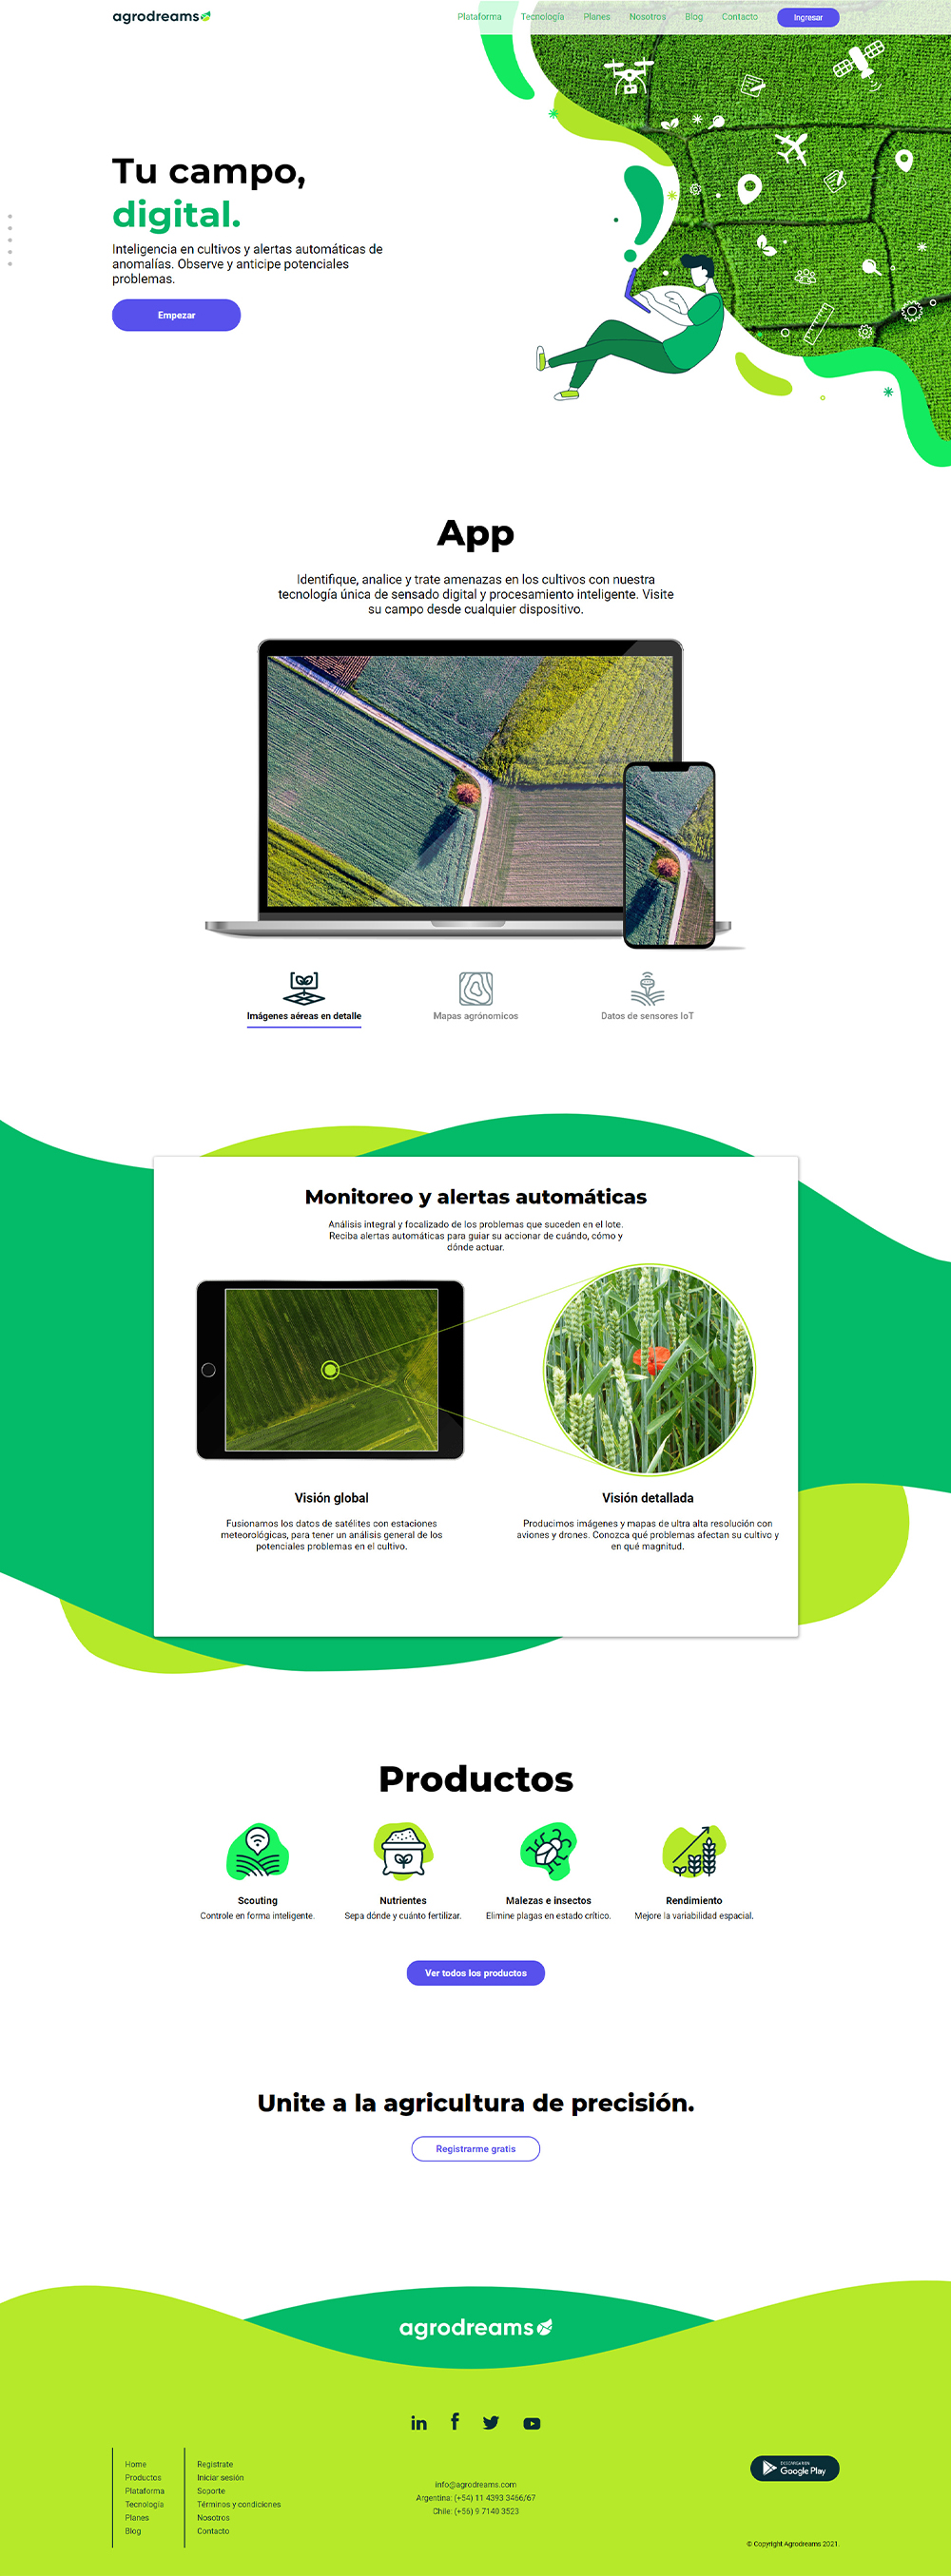 agrodreams
Plataforma Tecnología Planes Nosotros Blog Contacto Ingresar
Tu campo,
digital.
Inteligencia en cultivos y alertas automáticas de
anomalías. Observe y anticipe potenciales
problemas.
Empezar
App
Identifique, analice y trate amenazas en los cultivos con nuestra
tecnología única de sensado digital y procesamiento inteligente. Visite
su campo desde cualquier dispositivo.
Imágenes aéreas en detalle
Mapas agrónomicos
Datos de sensores IoT
Monitoreo y alertas automáticas
Análisis integral y focalizado de los problemas que suceden en el lote.
Reciba alertas automáticas para guiar su accionar de cuándo, cómo y
dónde actuar.
Visión global
Fusionamos los datos de satélites con estaciones
meteorológicas, para tener un análisis general de los
potenciales problemas en el cultivo.
Visión detallada
Producimos imágenes y mapas de ultra alta resolución con
aviones y drones. Conozca qué problemas afectan su cultivo y
en qué magnitud.
Productos
Scouting
Controle en forma inteligente.
Nutrientes
Sepa dónde y cuánto fertilizar.
Malezas e insectos
Elimine plagas en estado crítico.
Rendimiento
Mejore la variabilidad espacial.
Ver todos los productos
Unite a la agricultura de precisión.
Registrarme gratis
agrodreams
Home
Productos
Plataforma
Tecnología
Planes
Blog
Registrate
Iniciar sesión
Soporte
Términos y condiciones
Nosotros
Contacto
info@agrodreams.com
Argentina: (+54) 11 4393 3466/67
Chile: (+56) 9 7140 3523
DESCARGAR EN
Google Play
© Copyright Agrodreams 2021.